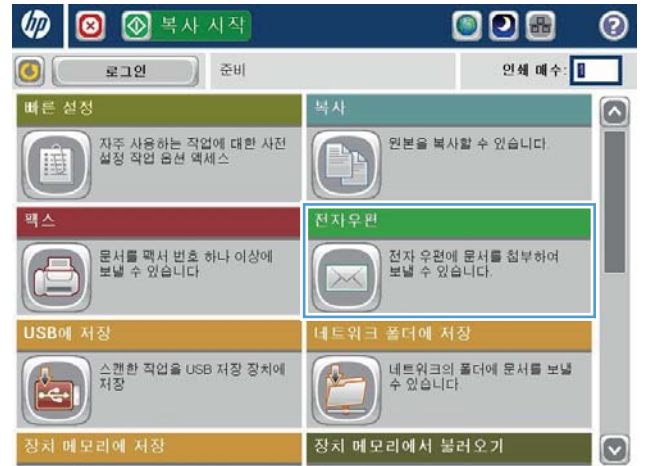 hp
복사 시작
?
로그인
준비
인쇄 매수: 1
빠른 설정
자주 사용하는 작업에 대한 사전
설정 작업 옵션 액세스
복사
원본을 복사할 수 있습니다.
팩스
문서를 팩서 번호 하나 이상에
보낼 수 있습니다
전자우편
전자 우편에 문서를 첨부하여
보낼 수 있습니다.
USB에 저장
스캔한 작업을 USB 저장 장치에
저장
네트워크 폴더에 저장
네트워크의 폴더에 문서를 보낼
수 있습니다
장치 메모리에 저장
장치 메모리에서 불러오기